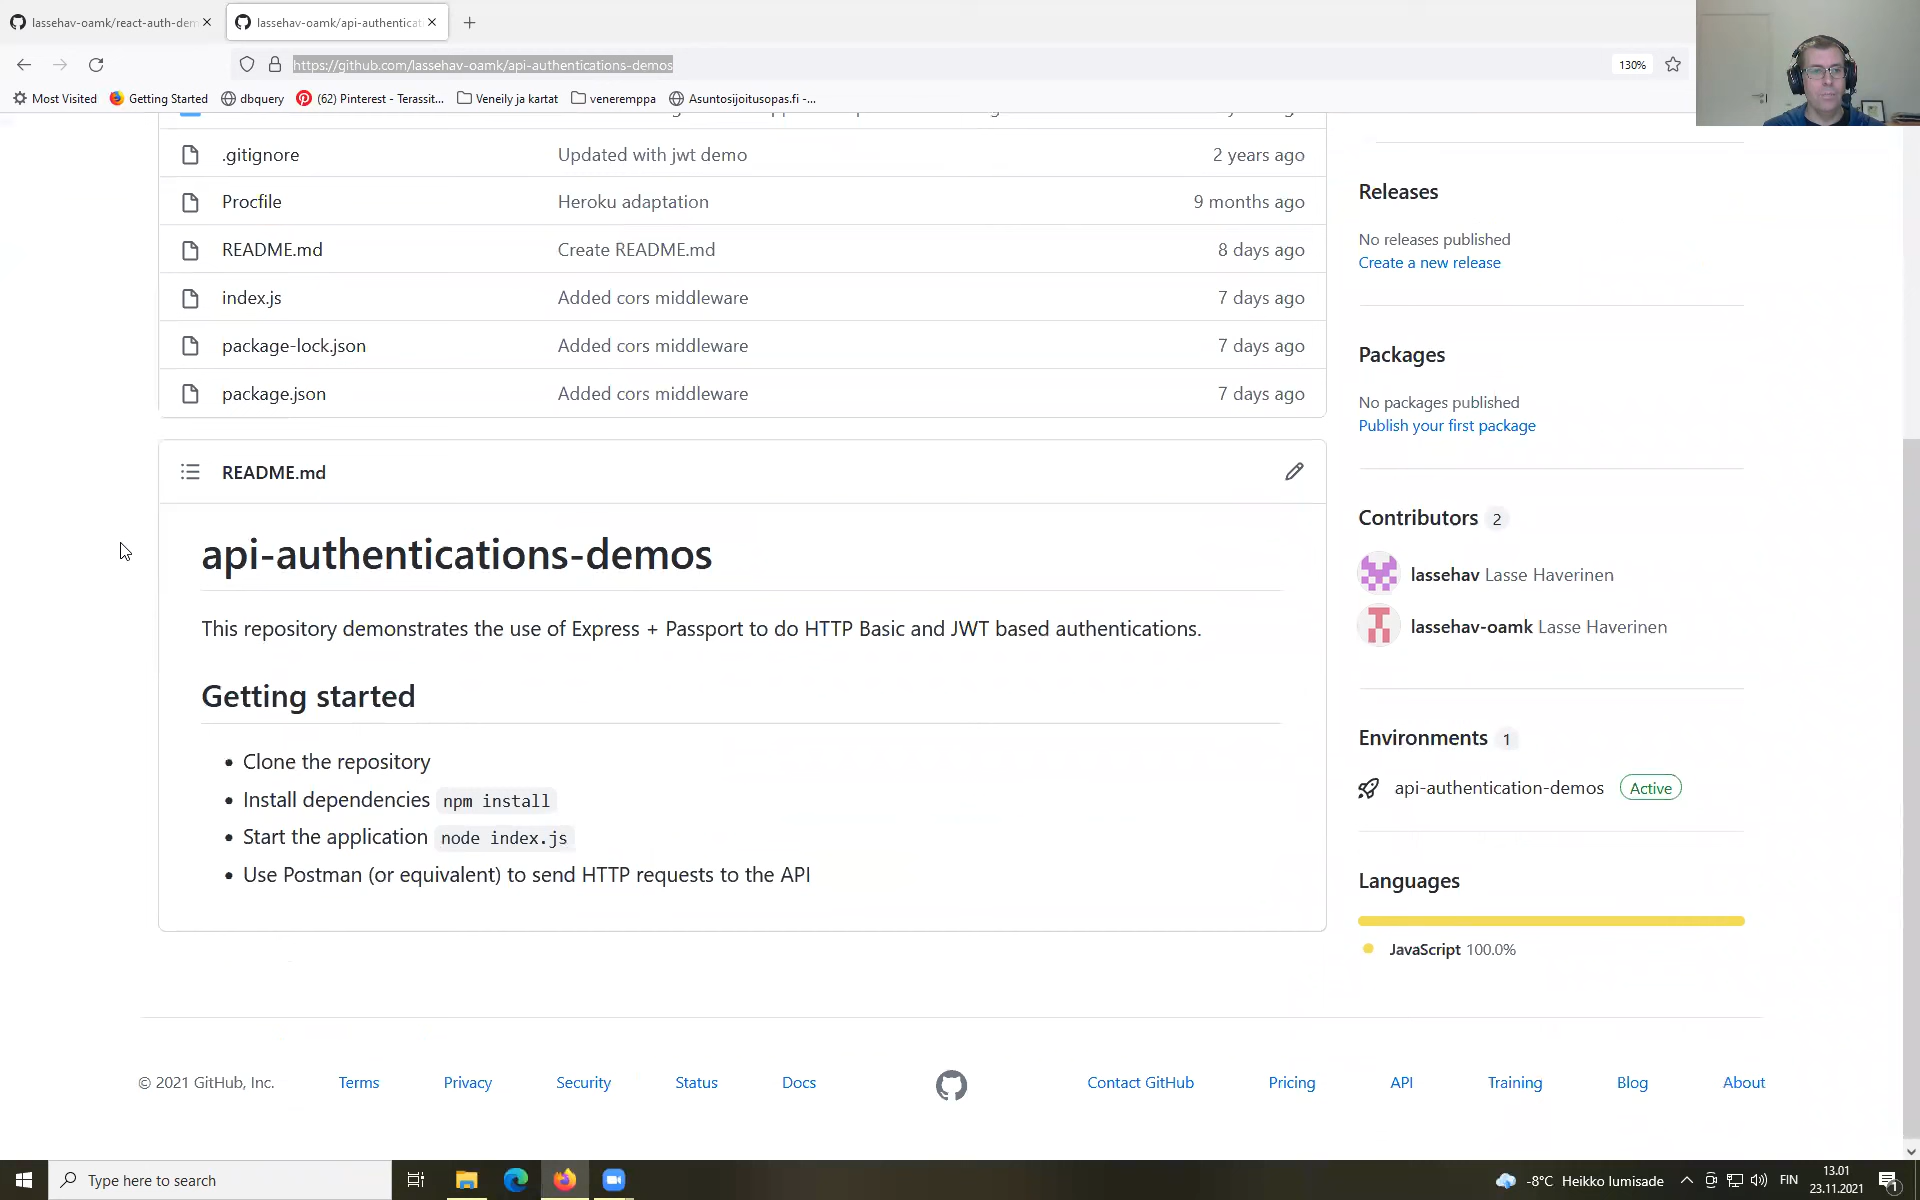 lassehav-oamk/react-auth-dem
lassehav-oamk/api-authenticat
https://github.com/lassehav-oamk/api-authentications-demos
130%
Most Visited
Getting Started
dbquery
(62) Pinterest - Terassit...
Veneily ja kartat
veneremppa
Asuntosijoitusopas.fi -...
.gitignore Updated with jwt demo 2 years ago
Procfile Heroku adaptation 9 months ago
README.md Create README.md 8 days ago
index.js Added cors middleware 7 days ago
package-lock.json Added cors middleware 7 days ago
package.json Added cors middleware 7 days ago
README.md
api-authentications-demos
This repository demonstrates the use of Express + Passport to do HTTP Basic and JWT based authentications.
Getting started
• Clone the repository
• Install dependencies npm install
• Start the application node index.js
• Use Postman (or equivalent) to send HTTP requests to the API
Releases
No releases published
Create a new release
Packages
No packages published
Publish your first package
Contributors 2
lassehav Lasse Haverinen
lassehav-oamk Lasse Haverinen
Environments 1
api-authentication-demos Active
Languages
JavaScript 100.0%
© 2021 GitHub, Inc. Terms Privacy Security Status Docs Contact GitHub Pricing API Training Blog About
Type here to search
-8°C Heikko lumisade
FIN
13.01
23.11.2021
1